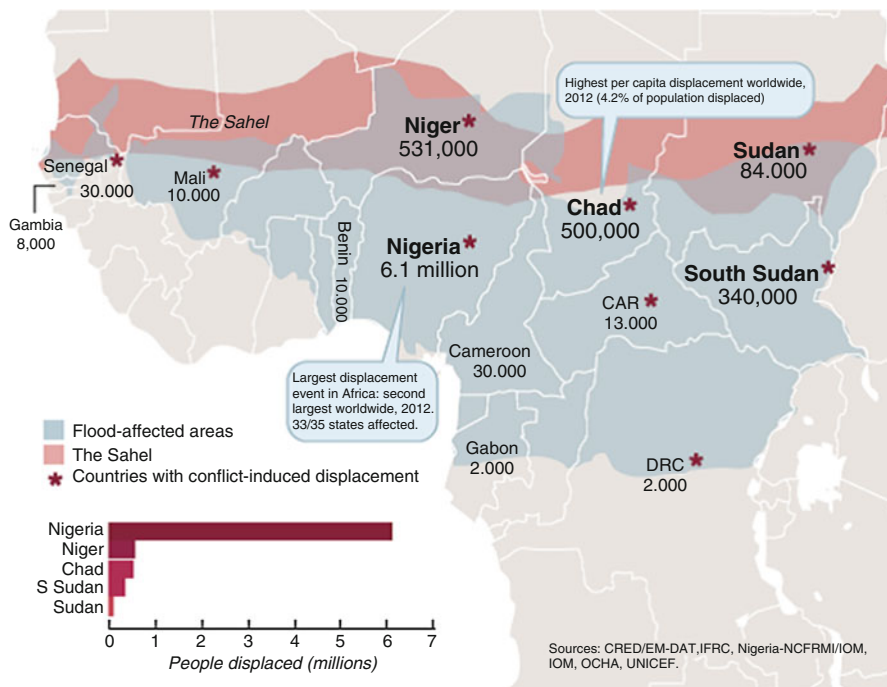 Highest per capita displacement worldwide,
2012 (4.2% of population displaced)
The Sahel
Niger*
531,000
Sudan*
84.000
Senegal*
30.000
Mali*
10.000
Gambia
8,000
Chad*
500,000
Benin 10.000
Nigeria*
6.1 million
South Sudan*
340,000
CAR*
13.000
Cameroon
30.000
Largest displacement
event in Africa: second
largest worldwide, 2012.
33/35 states affected.
Gabon
2.000
DRC*
2.000
Flood-affected areas
The Sahel
* Countries with conflict-induced displacement
Nigeria
Niger
Chad
S Sudan
Sudan
0 1 2 3 4 5 6 7
People displaced (millions)
Sources: CRED/EM-DAT,IFRC, Nigeria-NCFRMI/IOM,
IOM, OCHA, UNICEF.